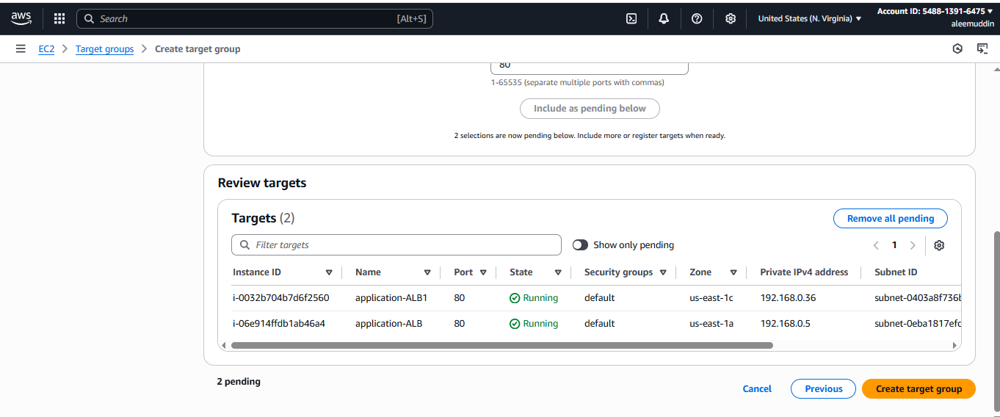 aws
Search [Alt+S]
United States (N. Virginia)
Account ID: 5488-1391-6475
aleemuddin
EC2 Target groups Create target group
80
1-65535 (separate multiple ports with commas)
Include as pending below
2 selections are now pending below. Include more or register targets when ready.
Review targets
Targets (2)
Remove all pending
Filter targets
Show only pending
1
Instance ID Name Port State Security groups Zone Private IPv4 address Subnet ID
i-0032b704b7d6f2560 application-ALB1 80 Running default us-east-1c 192.168.0.36 subnet-0403a8f736b
i-06e914ffdb1ab46a4 application-ALB 80 Running default us-east-1a 192.168.0.5 subnet-0eba1817efc
2 pending
Cancel Previous Create target group